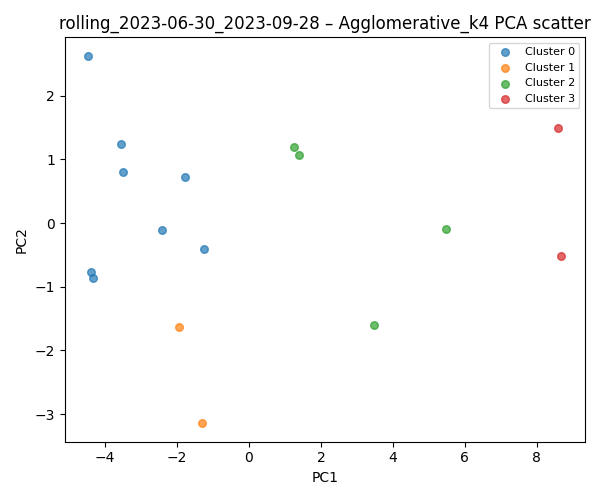 rolling_2023-06-30_2023-09-28 – Agglomerative_k4 PCA scatter
Cluster 0
Cluster 1
Cluster 2
Cluster 3
PC2
2
1
0
−1
−2
−3
−4 −2 0 2 4 6 8
PC1